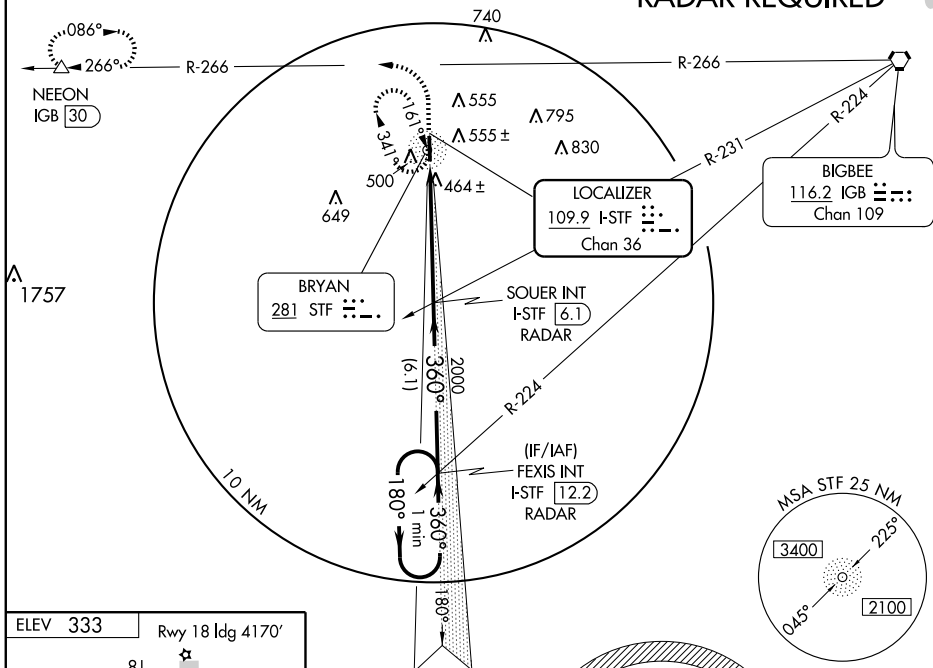 RADAR REQUIRED
740
086°
266°
R-266
R-266
NEEON
IGB 30
555
795
555 ±
830
161°
341°
500
464 ±
649
R-231
R-224
BIGBEE
116.2 IGB
Chan 109
LOCALIZER
109.9 I-STF
Chan 36
1757
BRYAN
281 STF
SOUER INT
I-STF 6.1
RADAR
360°
(6.1)
2000
R-224
(IF/IAF)
FEXIS INT
I-STF 12.2
RADAR
180°
1 min
360°
10 NM
180°
MSA STF 25 NM
3400
225°
045°
2100
ELEV 333
Rwy 18 ldg 4170'